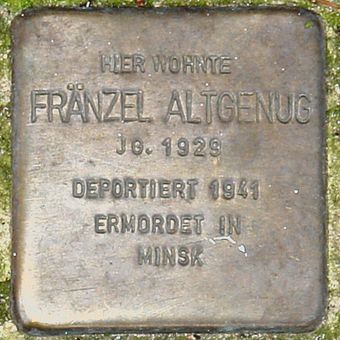 HIER WOHNTE
FRÄNZEL ALTGENUG
JG. 1929
DEPORTIERT 1941
ERMORDET IN
MINSK